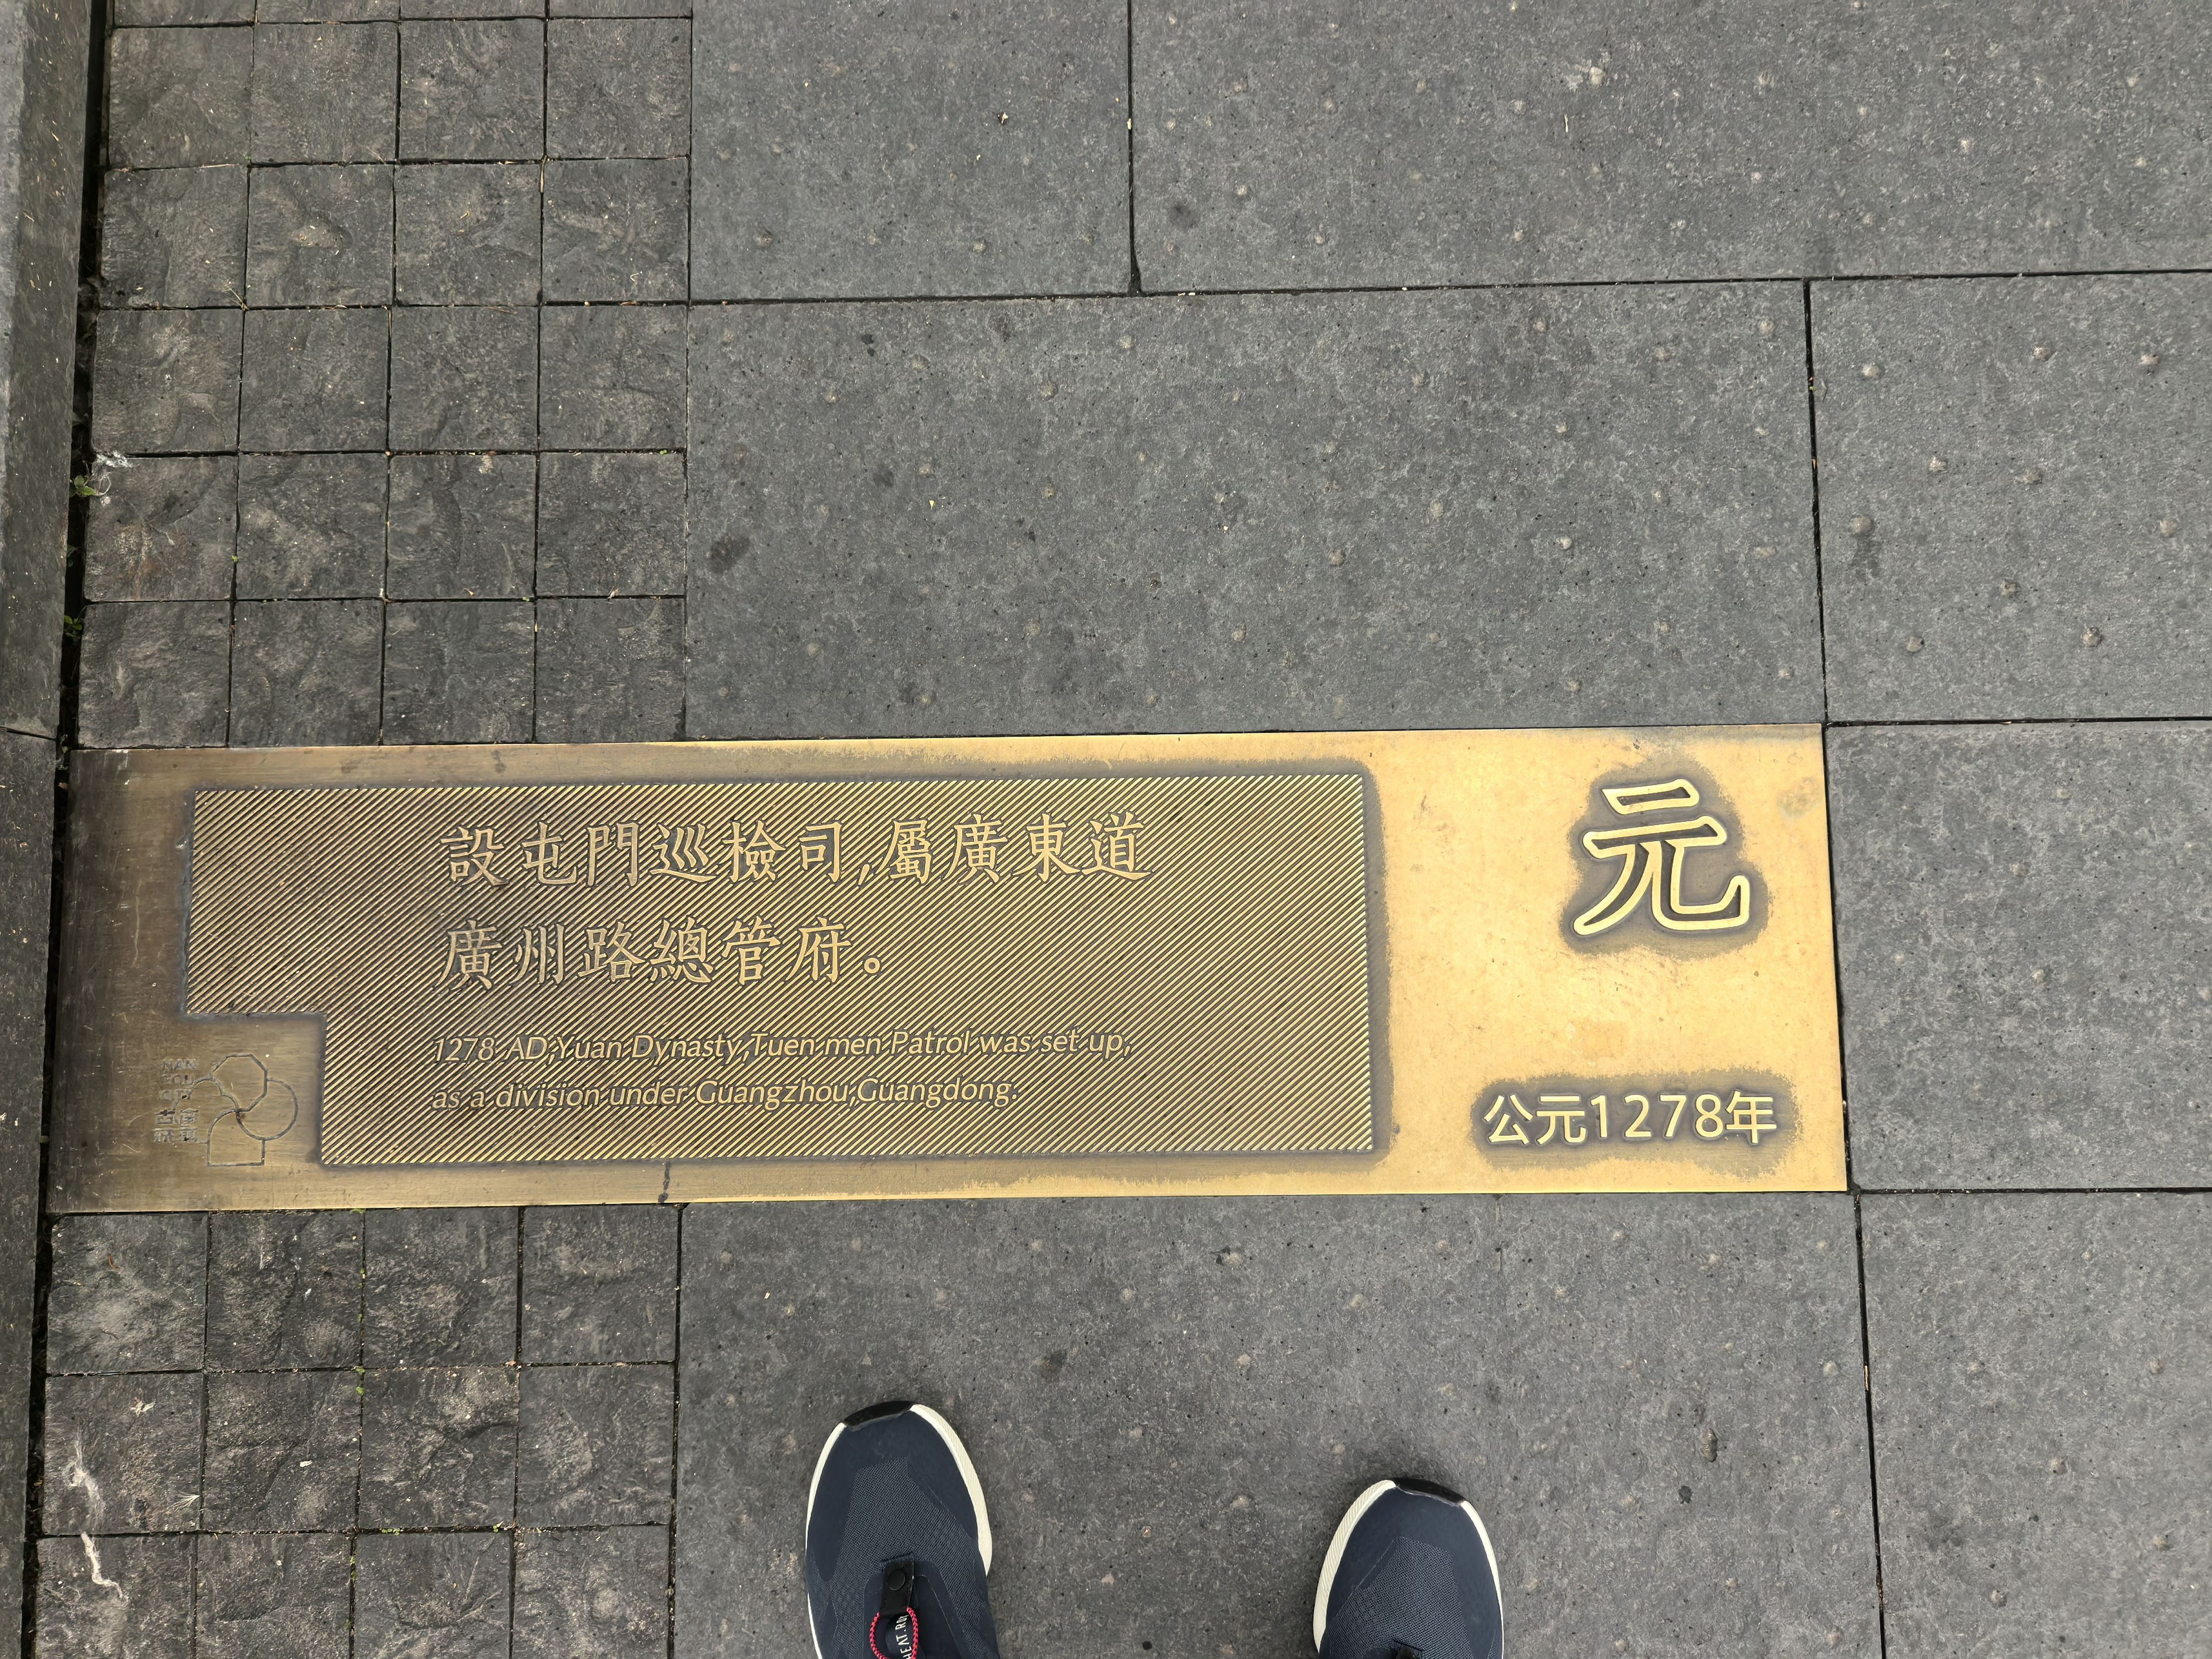 設屯門巡檢司,屬廣東道
廣州路總管府。
1278 AD,Yuan Dynasty,Tuen men Patrol was set up,
as a division under Guangzhou,Guangdong.
元
公元1278年